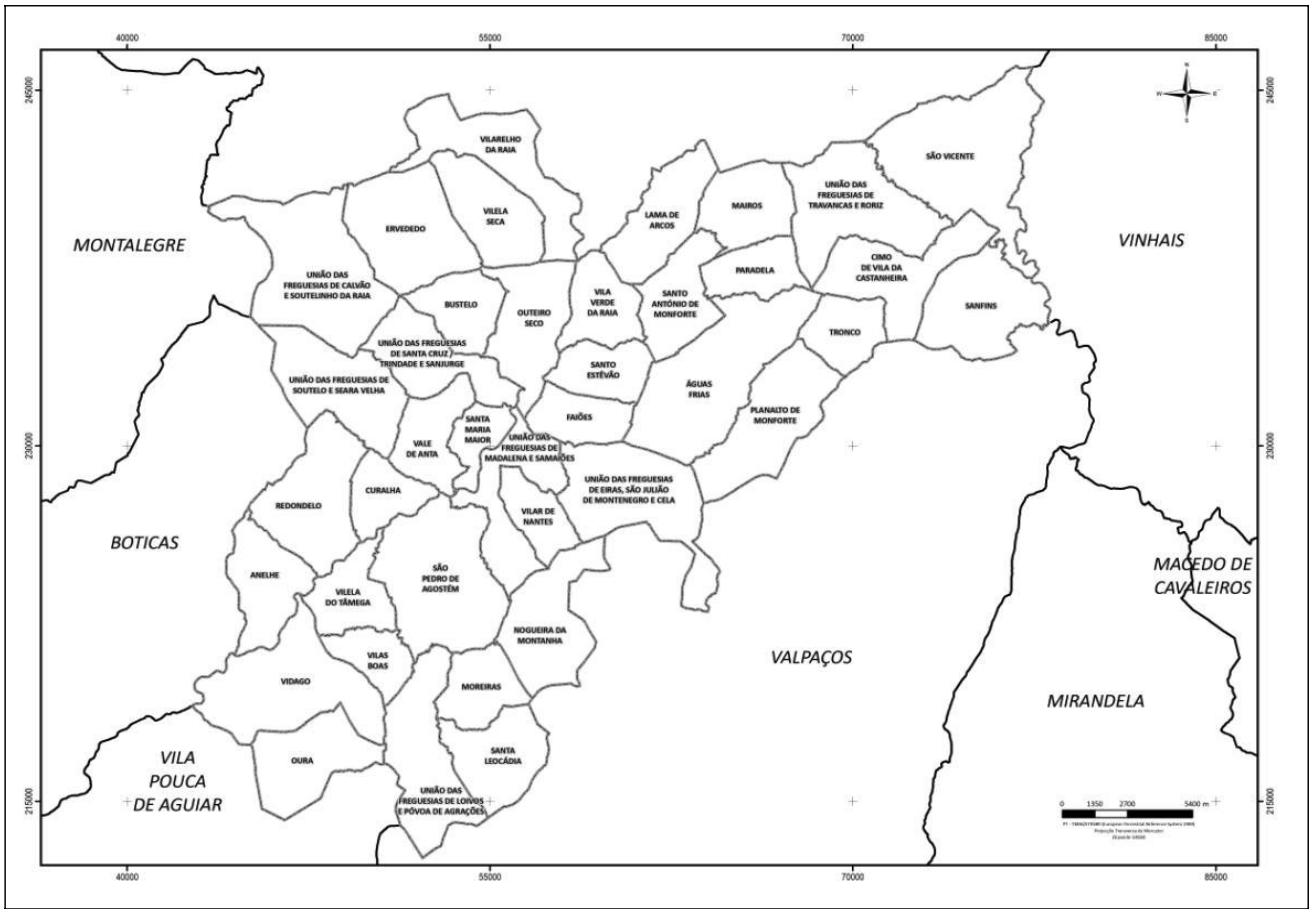 40000
55000
70000
85000
245000
245000
N
W
E
S
VILARELHO
DA RAIA
SÃO VICENTE
UNIÃO DAS
FREGUESIAS DE
TRAVANCAS E RORIZ
MAIROS
LAMA DE
ARCOS
VILELA
SECA
ERVEDEDO
MONTALEGRE
VINHAIS
CIMO
DE VILA DA
CASTANHEIRA
PARADELA
UNIÃO DAS
FREGUESIAS DE CALVÃO
E SOUTELINHO DA RAIA
BUSTELO
OUTEIRO
SECO
VILA
VERDE
DA RAIA
SANTO
ANTÓNIO DE
MONFORTE
SANFINS
TRONCO
UNIÃO DAS FREGUESIAS
DE SANTA CRUZ /
TRINDADE E SANJURGE
UNIÃO DAS FREGUESIAS DE
SOUTELO E SEARA VELHA
SANTO
ESTÊVÃO
ÁGUAS
FRIAS
PLANALTO DE
MONFORTE
FAIÕES
SANTA
MARIA
MAIOR
VALE
DE ANTA
UNIÃO DAS
FREGUESIAS DE
MADALENA E SAMAIÕES
230000
230000
UNIÃO DAS FREGUESIAS
DE EIRAS, SÃO JULIÃO
DE MONTENEGRO E CELA
CURALHA
REDONDELO
VILAR DE
NANTES
BOTICAS
MACEDO DE
CAVALEIROS
ANELHE
SÃO
PEDRO DE
AGOSTÉM
VILELA
DO TÂMEGA
NOGUEIRA DA
MONTANHA
VALPAÇOS
VILAS
BOAS
VIDAGO
MOREIRAS
MIRANDELA
OURA
SANTA
LEOCÁDIA
VILA
POUCA
DE AGUIAR
UNIÃO DAS
FREGUESIAS DE LOIVOS
E PÓVOA DE AGRAÇÕES
215000
215000
0 1350 2700 5400 m
Projeção Transversa de Mercator
40000
55000
70000
85000